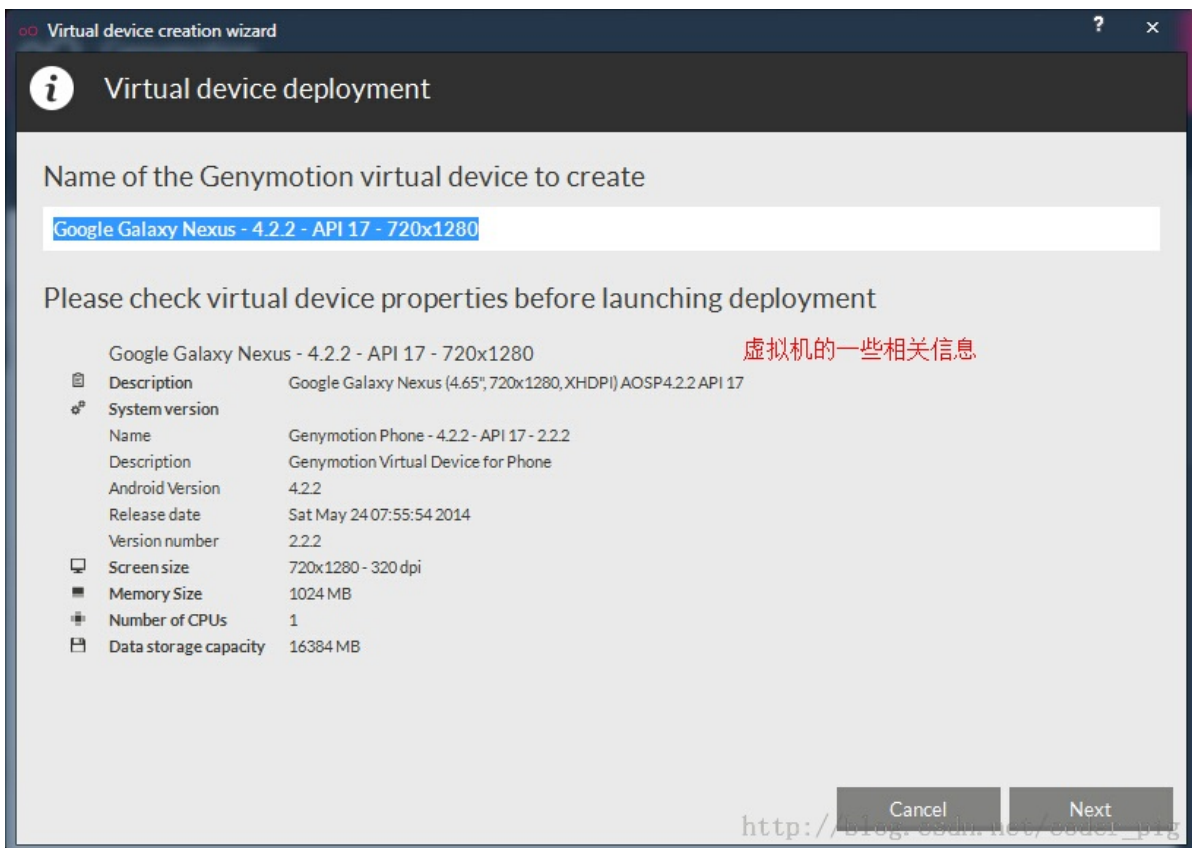 Virtual device creation wizard
? ×
i Virtual device deployment
Name of the Genymotion virtual device to create
Google Galaxy Nexus - 4.2.2 - API 17 - 720x1280
Please check virtual device properties before launching deployment
Google Galaxy Nexus - 4.2.2 - API 17 - 720x1280
虚拟机的一些相关信息
Description Google Galaxy Nexus (4.65", 720x1280, XHDPI) AOSP4.2.2 API 17
System version
Name Genymotion Phone - 4.2.2 - API 17 - 2.2.2
Description Genymotion Virtual Device for Phone
Android Version 4.2.2
Release date Sat May 24 07:55:54 2014
Version number 2.2.2
Screen size 720x1280 - 320 dpi
Memory Size 1024 MB
Number of CPUs 1
Data storage capacity 16384 MB
Cancel Next
http://blog.csdn.net/coder_pig